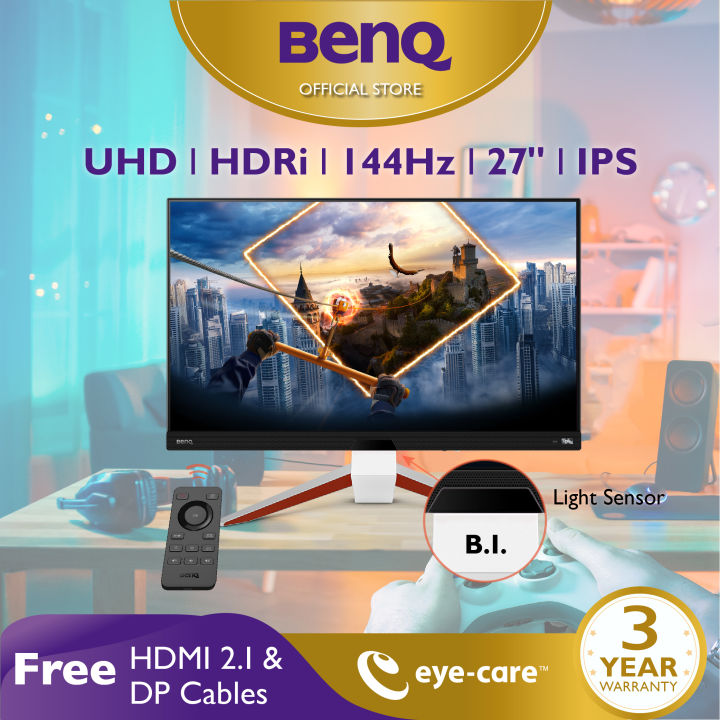 BenQ
OFFICIAL STORE
UHD | HDRi | 144Hz | 27" | IPS
BenQ
Light Sensor
B.I.
BenQ
Free HDMI 2.1 &
DP Cables
eye-care™
3
YEAR
WARRANTY